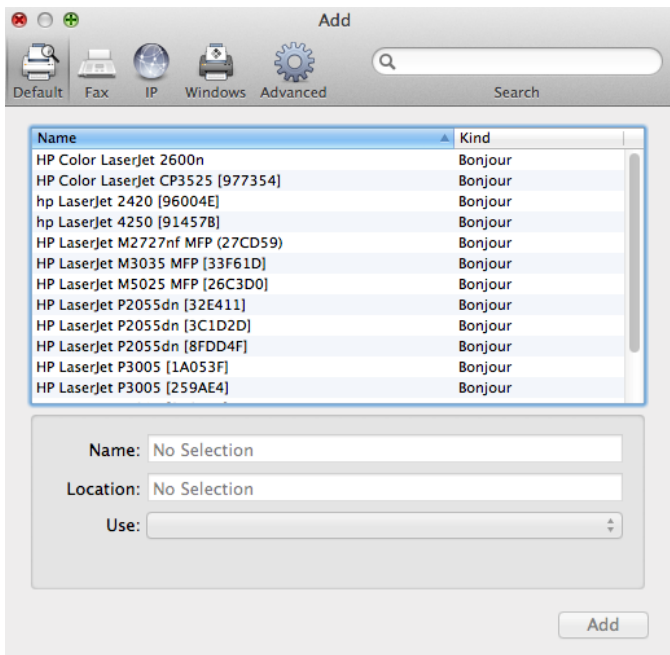 Add
Default Fax IP Windows Advanced Search
Name Kind
HP Color LaserJet 2600n Bonjour
HP Color LaserJet CP3525 [977354] Bonjour
hp LaserJet 2420 [96004E] Bonjour
hp LaserJet 4250 [91457B] Bonjour
HP LaserJet M2727nf MFP (27CD59) Bonjour
HP LaserJet M3035 MFP [33F61D] Bonjour
HP LaserJet M5025 MFP [26C3D0] Bonjour
HP LaserJet P2055dn [32E411] Bonjour
HP LaserJet P2055dn [3C1D2D] Bonjour
HP LaserJet P2055dn [8FDD4F] Bonjour
HP LaserJet P3005 [1A053F] Bonjour
HP LaserJet P3005 [259AE4] Bonjour
Name: No Selection
Location: No Selection
Use:
Add